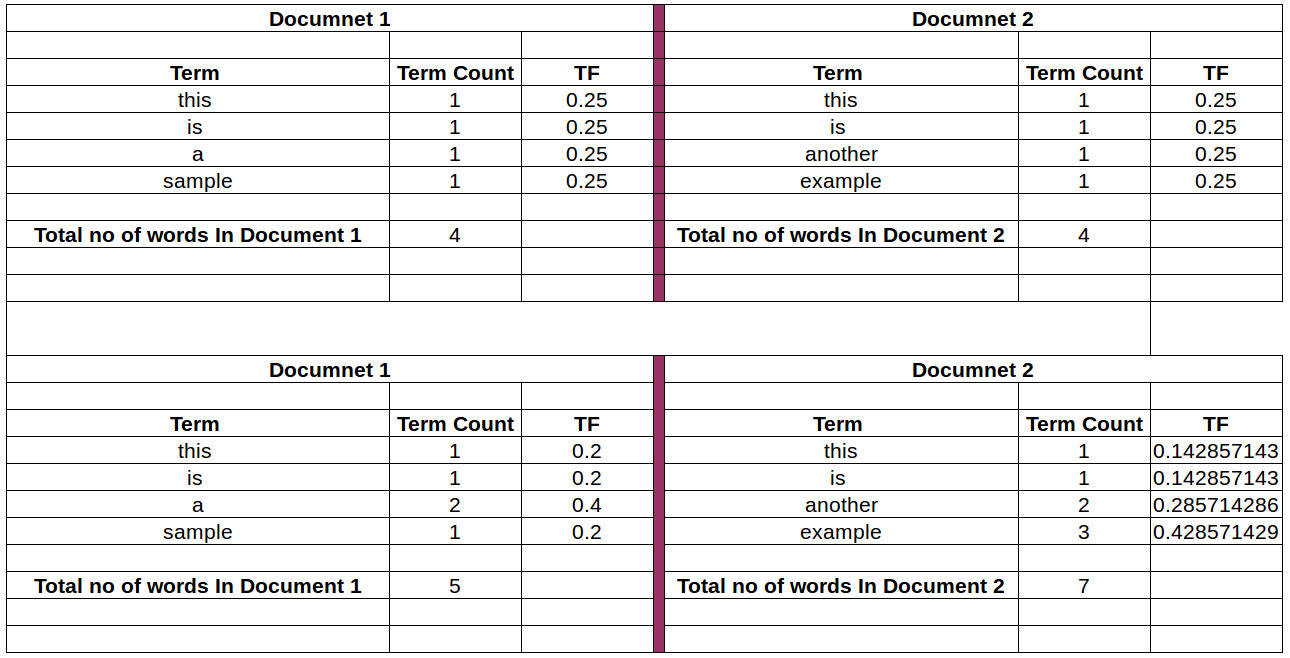 Documnet 1 Documnet 2
Term Term Count TF Term Term Count TF
this 1 0.25 this 1 0.25
is 1 0.25 is 1 0.25
a 1 0.25 another 1 0.25
sample 1 0.25 example 1 0.25
Total no of words In Document 1 4 Total no of words In Document 2 4
Documnet 1 Documnet 2
Term Term Count TF Term Term Count TF
this 1 0.2 this 1 0.142857143
is 1 0.2 is 1 0.142857143
a 2 0.4 another 2 0.285714286
sample 1 0.2 example 3 0.428571429
Total no of words In Document 1 5 Total no of words In Document 2 7